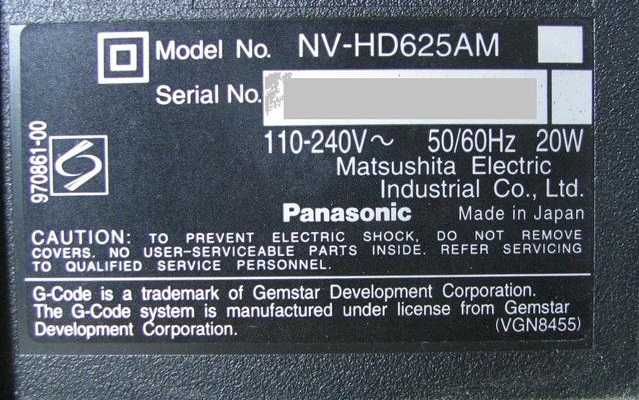 Model No. NV-HD625AM
Serial No.
110-240V~ 50/60Hz 20W
970861-00
Matsushita Electric
Industrial Co., Ltd.
Panasonic Made in Japan
CAUTION: TO PREVENT ELECTRIC SHOCK, DO NOT REMOVE
COVERS. NO USER-SERVICEABLE PARTS INSIDE. REFER SERVICING
TO QUALIFIED SERVICE PERSONNEL.
G-Code is a trademark of Gemstar Development Corporation.
The G-Code system is manufactured under license from Gemstar
Development Corporation. (VGN8455)